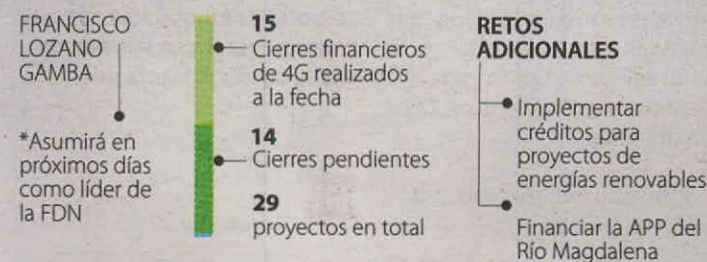 FRANCISCO
LOZANO
GAMBA
*Asumirá en
próximos días
como líder de
la FDN
15
Cierres financieros
de 4G realizados
a la fecha
14
Cierres pendientes
29
proyectos en total
RETOS
ADICIONALES
Implementar
créditos para
proyectos de
energías renovables
Financiar la APP del
Río Magdalena